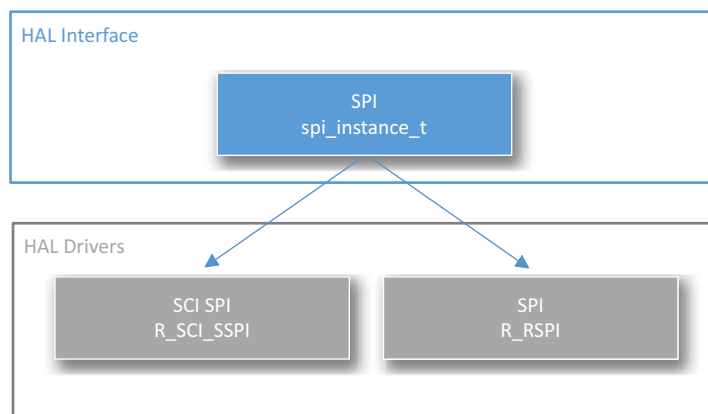 HAL Interface
SPI
spi_instance_t
HAL Drivers
SCI SPI
R_SCI_SSPI
SPI
R_RSPI